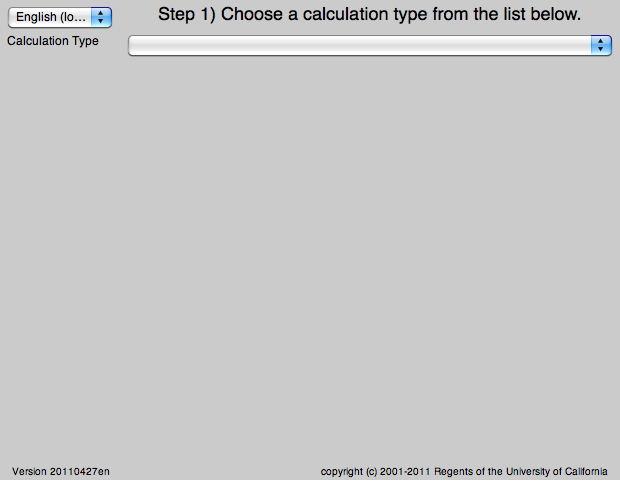 English (lo...
Step 1) Choose a calculation type from the list below.
Calculation Type
Version 20110427en
copyright (c) 2001-2011 Regents of the University of California